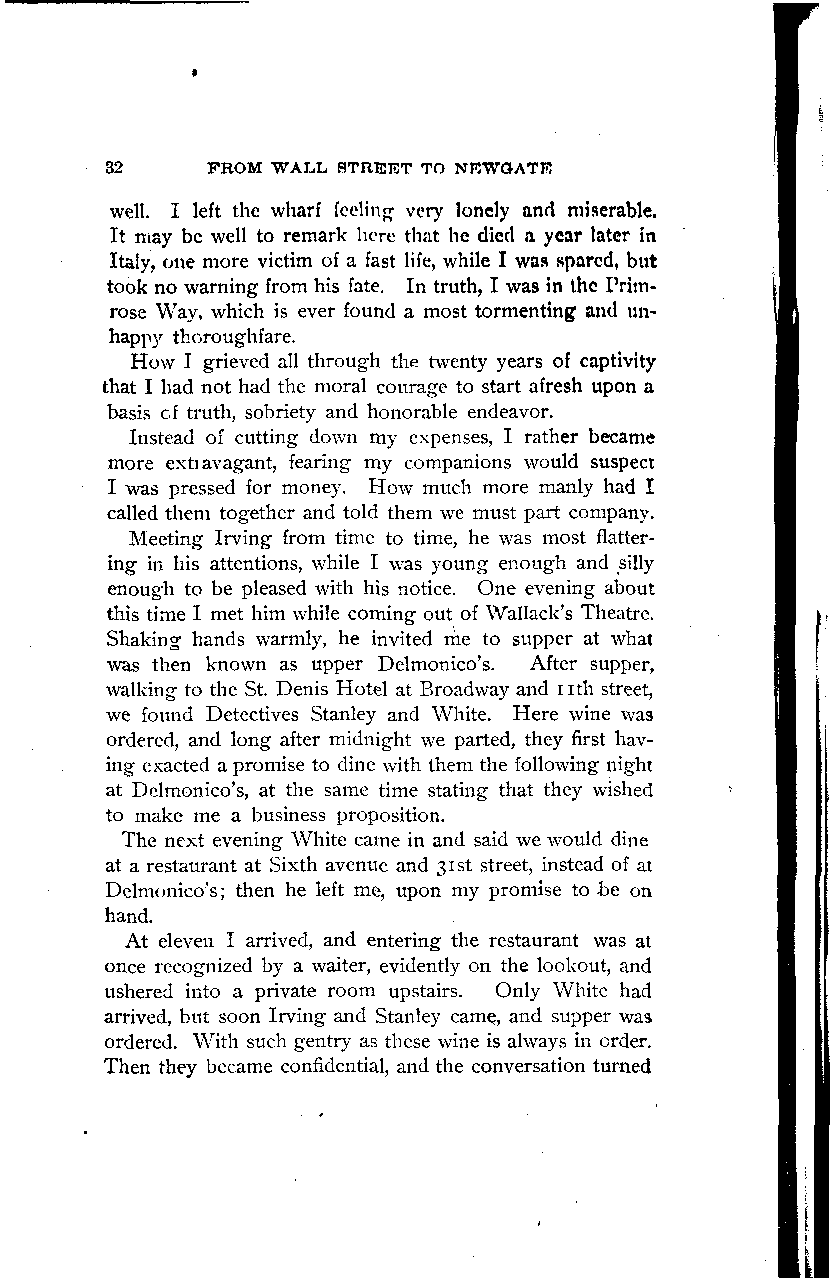 32 FROM WALL STREET TO NEWGATE
well. I left the wharf feeling very lonely and miserable.
It may be well to remark here that he died a year later in
Italy, one more victim of a fast life, while I was spared, but
took no warning from his fate. In truth, I was in the Prim-
rose Way, which is ever found a most tormenting and un-
happy thoroughfare.
How I grieved all through the twenty years of captivity
that I had not had the moral courage to start afresh upon a
basis of truth, sobriety and honorable endeavor.
Instead of cutting down my expenses, I rather became
more extravagant, fearing my companions would suspect
I was pressed for money. How much more manly had I
called them together and told them we must part company.
Meeting Irving from time to time, he was most flatter-
ing in his attentions, while I was young enough and silly
enough to be pleased with his notice. One evening about
this time I met him while coming out of Wallack's Theatre.
Shaking hands warmly, he invited me to supper at what
was then known as upper Delmonico's. After supper,
walking to the St. Denis Hotel at Broadway and 11th street,
we found Detectives Stanley and White. Here wine was
ordered, and long after midnight we parted, they first hav-
ing exacted a promise to dine with them the following night
at Delmonico's, at the same time stating that they wished
to make me a business proposition.
The next evening White came in and said we would dine
at a restaurant at Sixth avenue and 31st street, instead of at
Delmonico's; then he left me, upon my promise to be on
hand.
At eleven I arrived, and entering the restaurant was at
once recognized by a waiter, evidently on the lookout, and
ushered into a private room upstairs. Only White had
arrived, but soon Irving and Stanley came, and supper was
ordered. With such gentry as these wine is always in order.
Then they became confidential, and the conversation turned